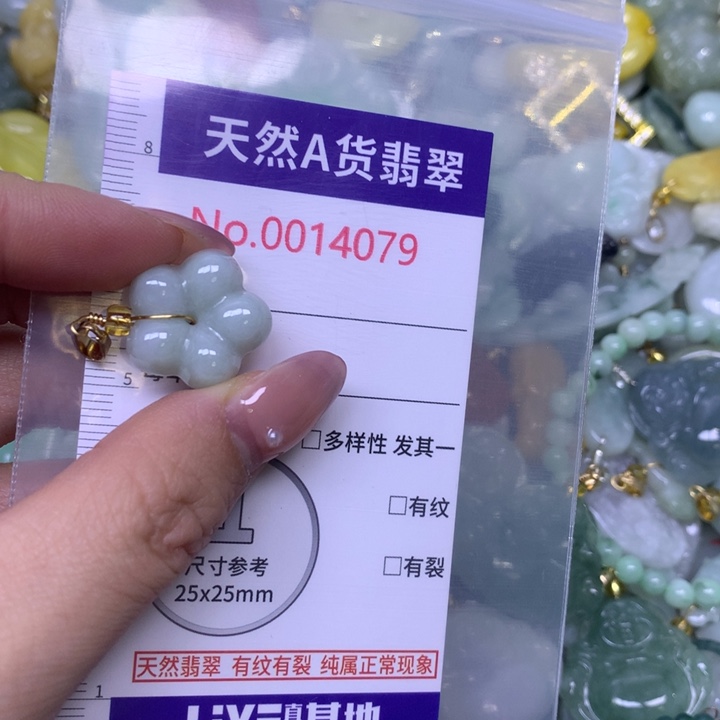 8
天然A货翡翠
No.0014079
5
□多样性 发其一
□有纹
□有裂
尺寸参考
25x25mm
天然翡翠 有纹有裂 纯属正常现象
1
基地